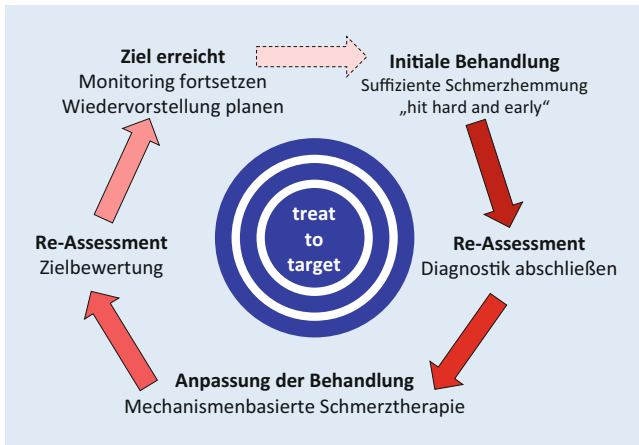 Ziel erreicht
Monitoring fortsetzen
Wiedervorstellung planen
Initiale Behandlung
Suffiziente Schmerzhemmung
„hit hard and early“
treat
to
target
Re-Assessment
Zielbewertung
Re-Assessment
Diagnostik abschließen
Anpassung der Behandlung
Mechanismenbasierte Schmerztherapie